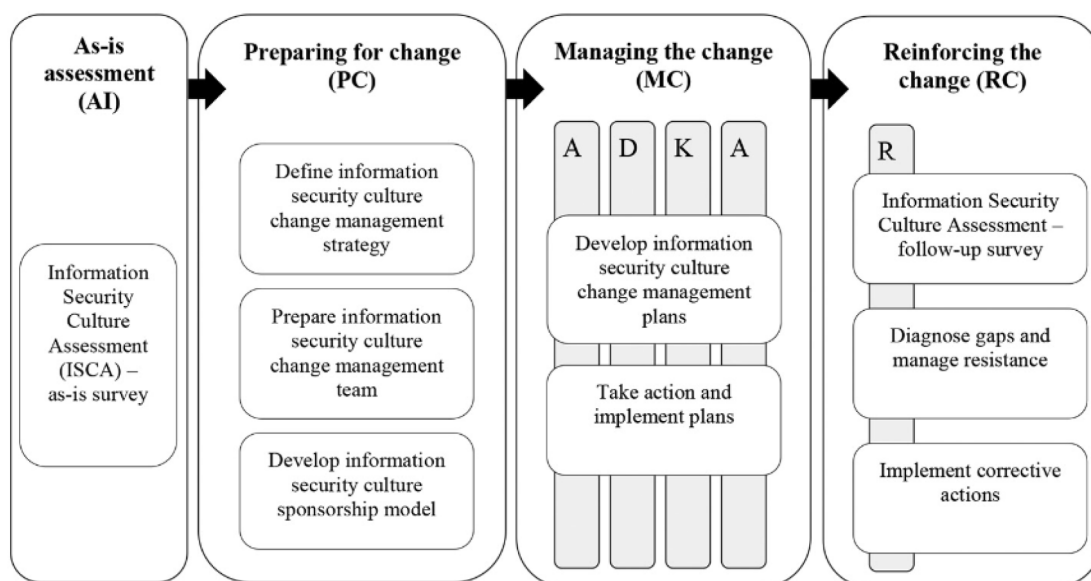 As-is
assessment
(AI)
Information
Security
Culture
Assessment
(ISCA) –
as-is survey
Preparing for change
(PC)
Define information
security culture
change management
strategy
Prepare information
security culture
change management
team
Develop information
security culture
sponsorship model
Managing the change
(MC)
A D K A
Develop information
security culture
change management
plans
Take action and
implement plans
Reinforcing the
change (RC)
R
Information Security
Culture Assessment –
follow-up survey
Diagnose gaps and
manage resistance
Implement corrective
actions